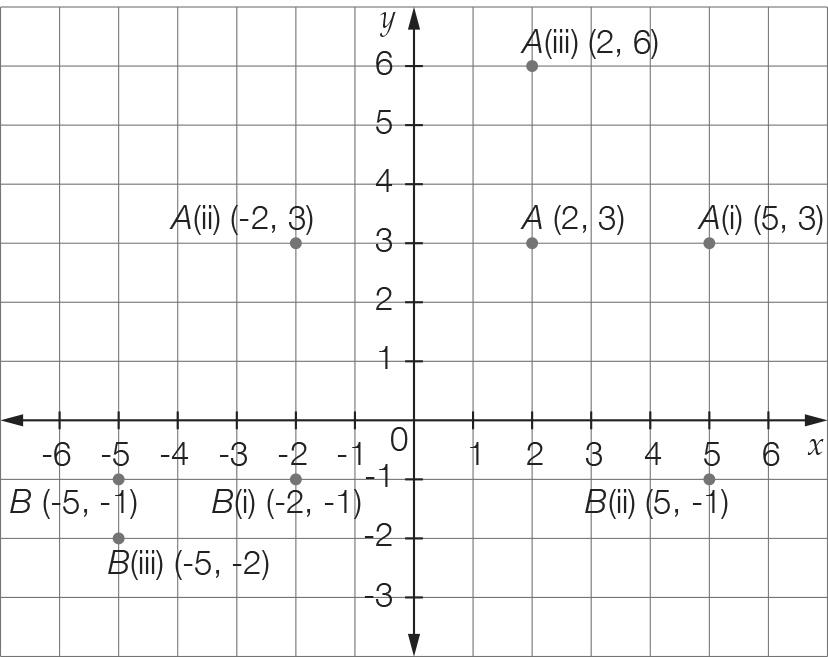 y
A(iii) (2, 6)
6
5
4
A(ii) (-2, 3)
A (2, 3)
A(i) (5, 3)
3
2
1
0
-6 -5 -4 -3 -2 -1 1 2 3 4 5 6 x
-1
B (-5, -1)
B(i) (-2, -1)
B(ii) (5, -1)
-2
B(iii) (-5, -2)
-3